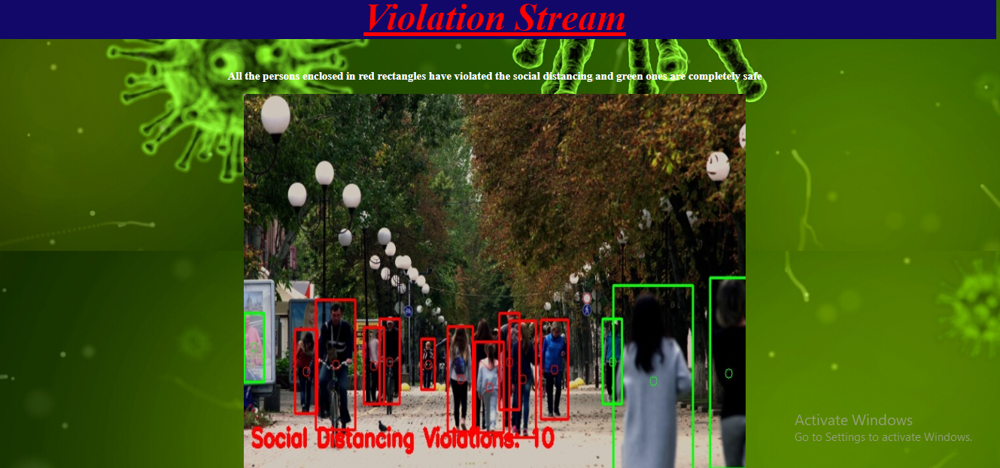 Violation Stream
All the persons enclosed in red rectangles have violated the social distancing and green ones are completely safe
Social Distancing Violations: 10
Activate Windows
Go to Settings to activate Windows.